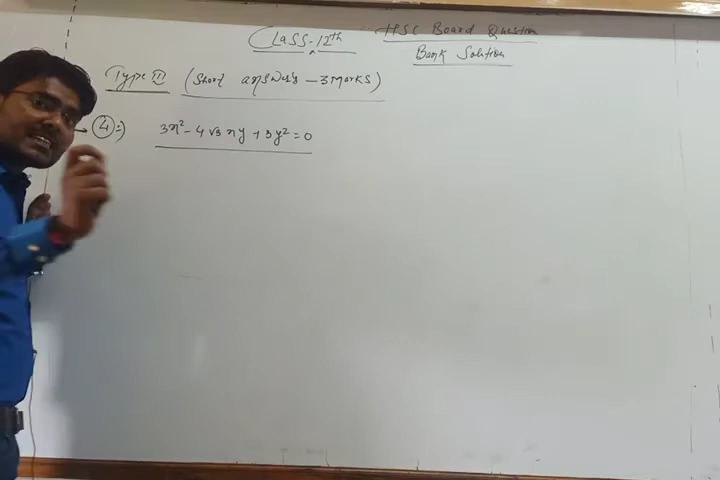 CLASS-12th HSC Board Question
Bank Solution
Type II (Short answers - 3 marks)
→ ④ :) 3x² - 4√3 xy + 3y² = 0